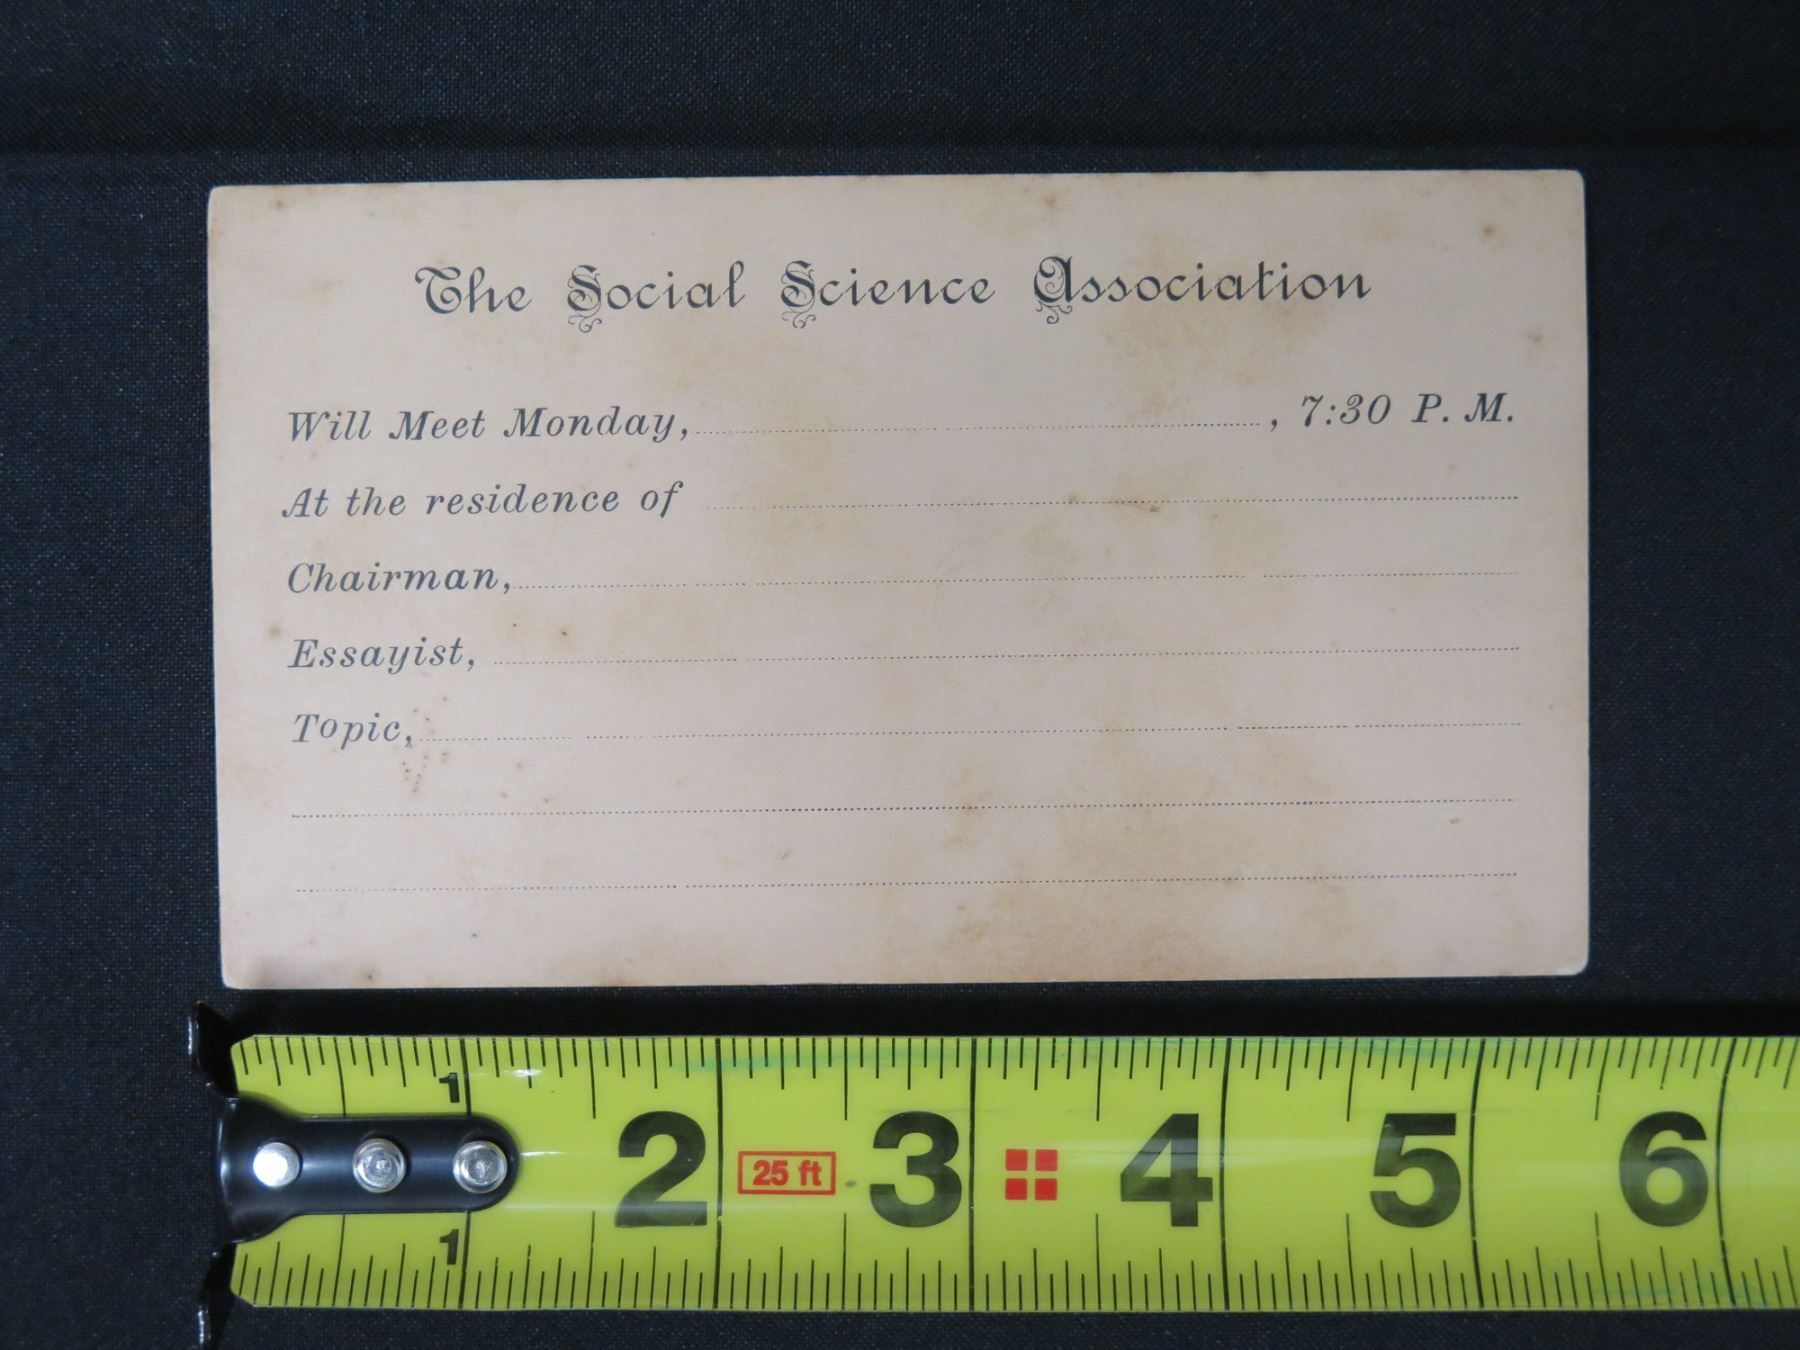 The Social Science Association
Will Meet Monday, , 7:30 P. M.
At the residence of
Chairman,
Essayist,
Topic,
1
2 25 ft 3 4 5 6
1